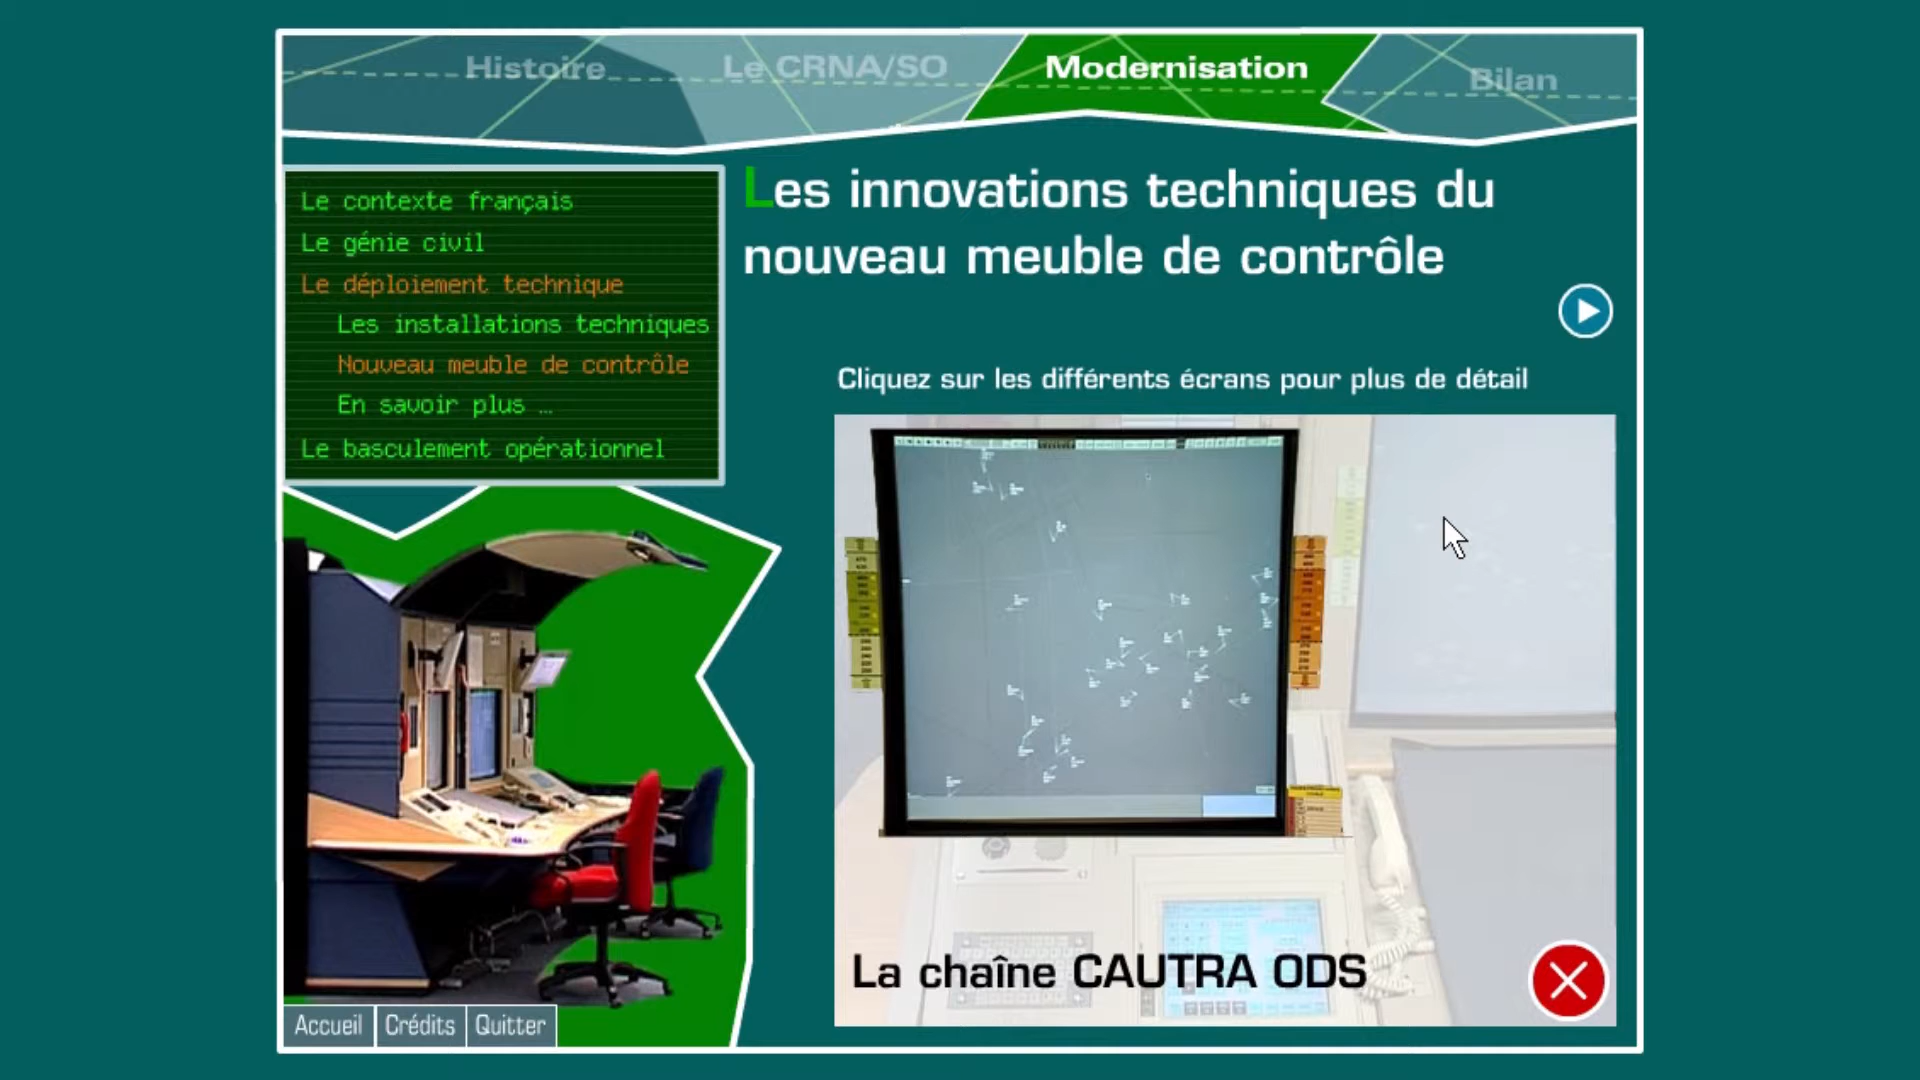 Histoire
Le CRNA/SO
Modernisation
Bilan
Le contexte français
Le génie civil
Le déploiement technique
Les installations techniques
Nouveau meuble de contrôle
En savoir plus ...
Le basculement opérationnel
Les innovations techniques du
nouveau meuble de contrôle
Cliquez sur les différents écrans pour plus de détail
La chaîne CAUTRA ODS
Accueil
Crédits
Quitter